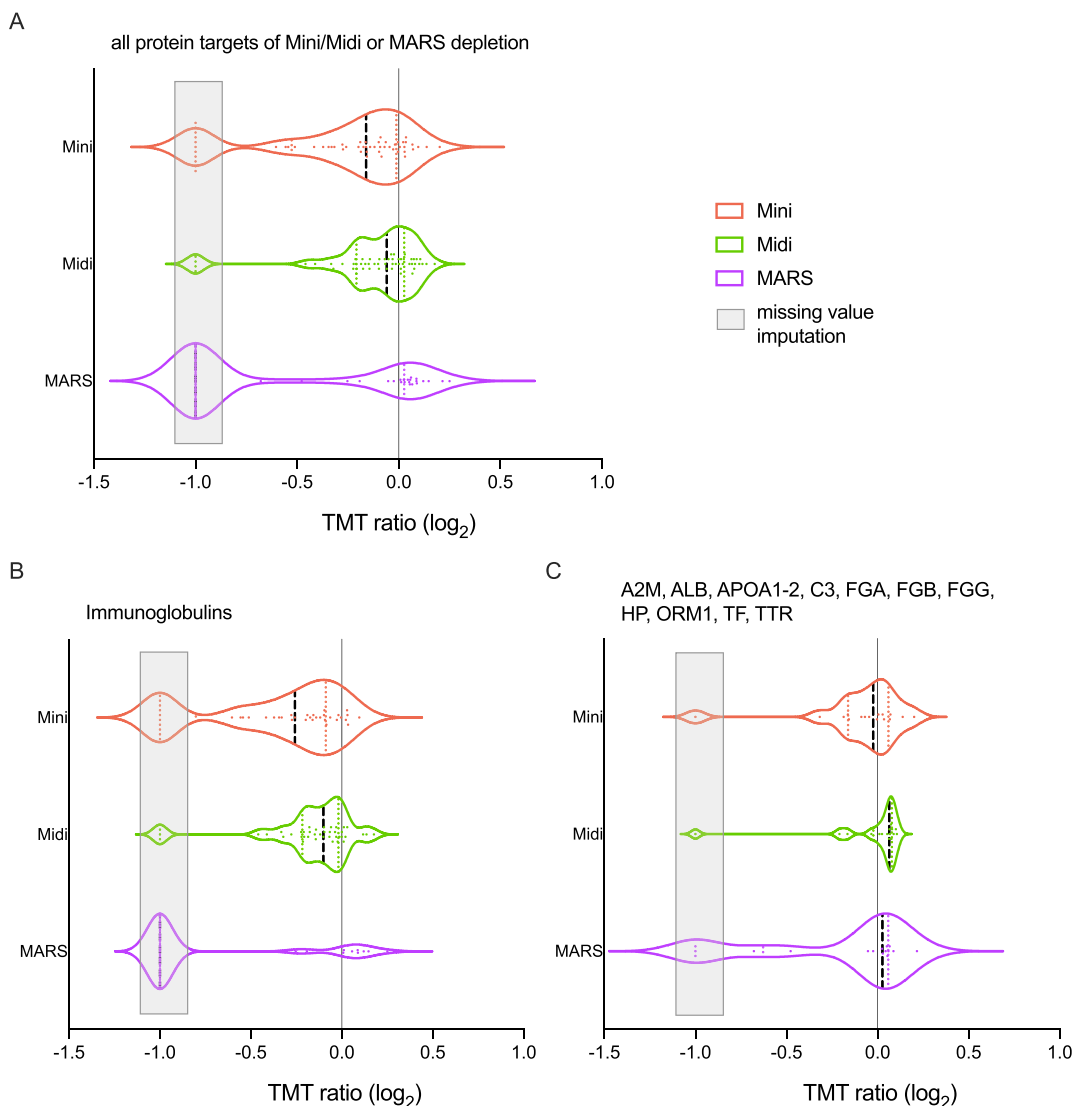 A
all protein targets of Mini/Midi or MARS depletion
Mini
Midi
MARS
-1.5 -1.0 -0.5 0.0 0.5 1.0
TMT ratio (log2)
Mini
Midi
MARS
missing value
imputation
B
Immunoglobulins
Mini
Midi
MARS
-1.5 -1.0 -0.5 0.0 0.5 1.0
TMT ratio (log2)
C
A2M, ALB, APOA1-2, C3, FGA, FGB, FGG,
HP, ORM1, TF, TTR
Mini
Midi
MARS
-1.5 -1.0 -0.5 0.0 0.5 1.0
TMT ratio (log2)